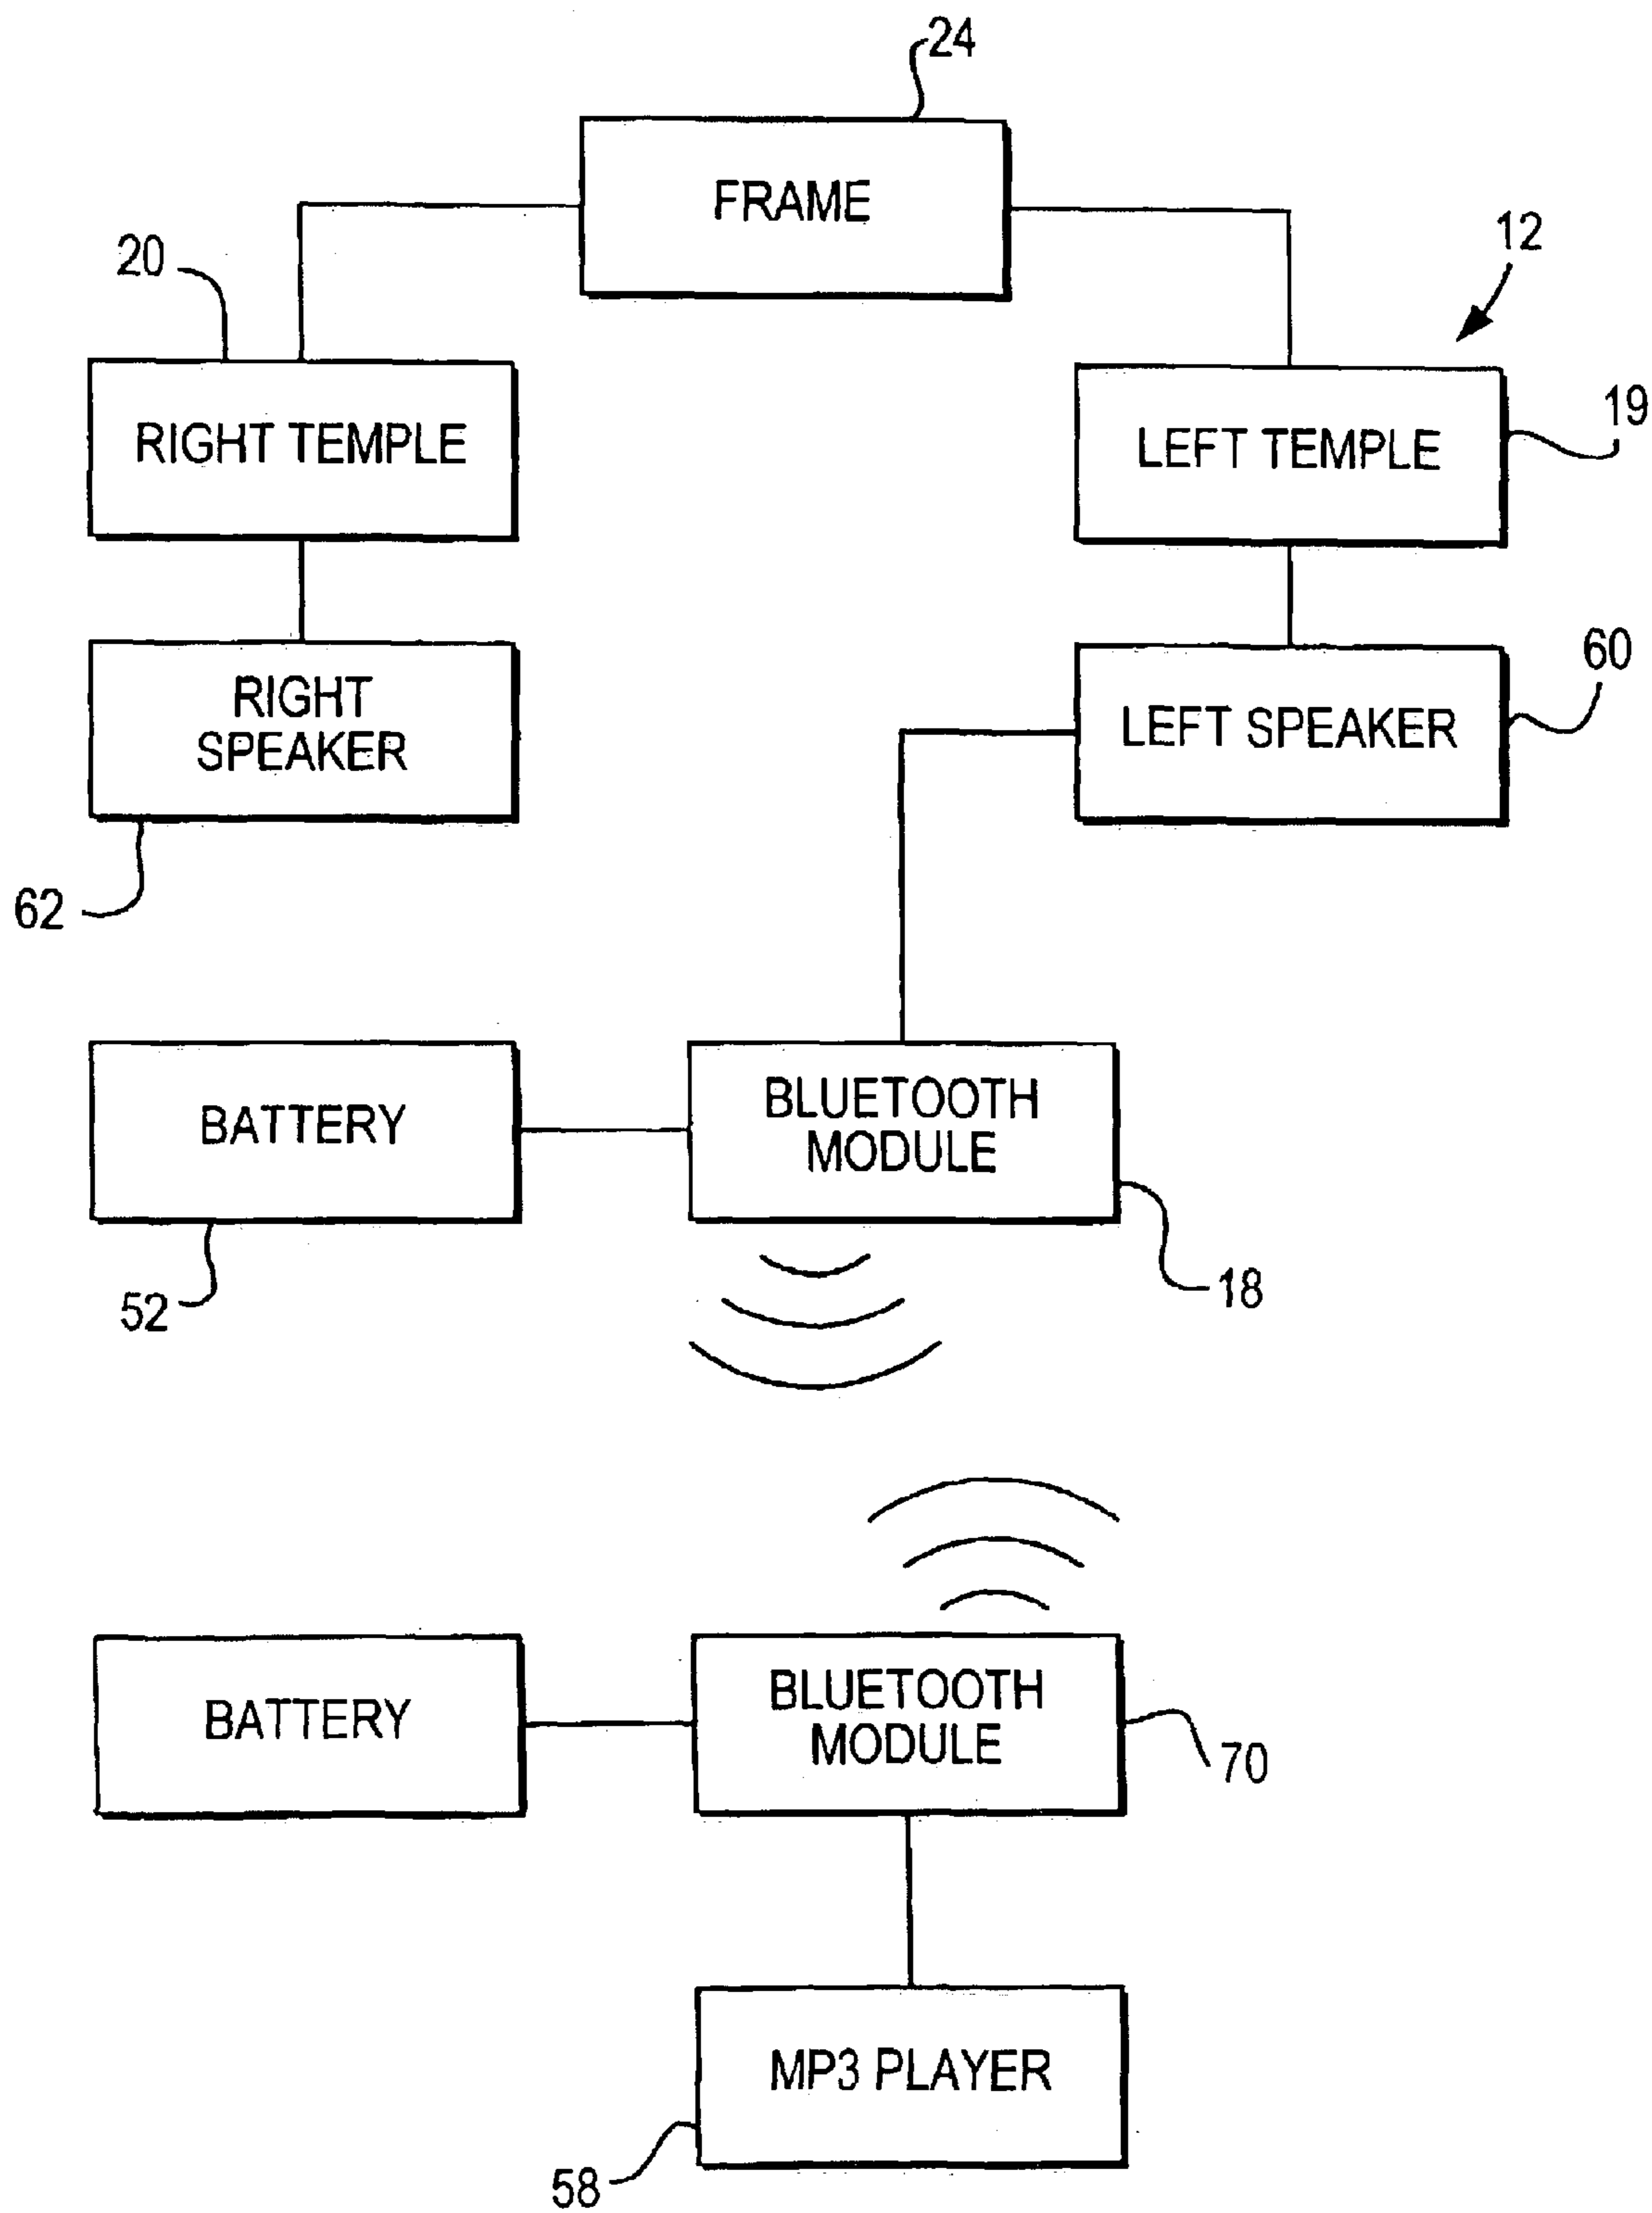 24
FRAME
12
20
RIGHT TEMPLE
LEFT TEMPLE
19
RIGHT
SPEAKER
LEFT SPEAKER
60
62
BATTERY
BLUETOOTH
MODULE
52
18
BATTERY
BLUETOOTH
MODULE
70
MP3 PLAYER
58